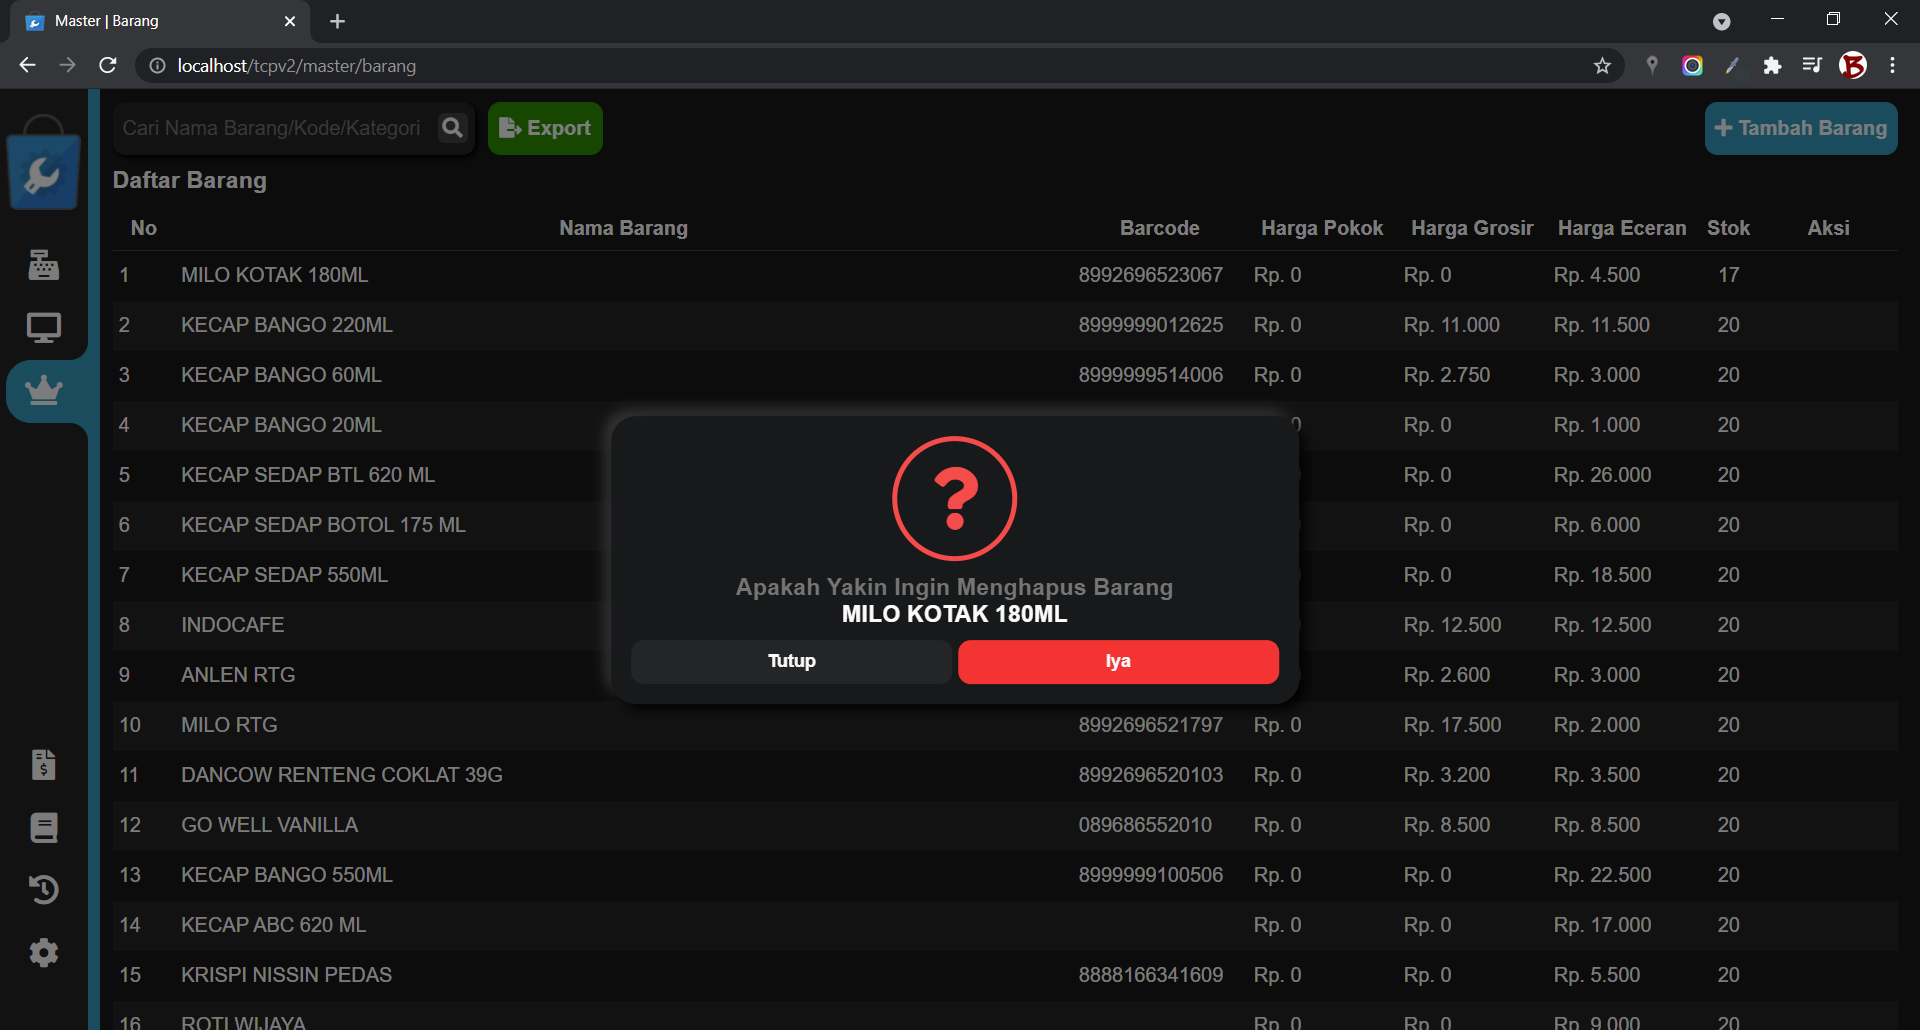 Master | Barang
localhost/tcpv2/master/barang
Cari Nama Barang/Kode/Kategori
Export
Tambah Barang
Daftar Barang
No Nama Barang Barcode Harga Pokok Harga Grosir Harga Eceran Stok Aksi
1 MILO KOTAK 180ML 8992696523067 Rp. 0 Rp. 0 Rp. 4.500 17
2 KECAP BANGO 220ML 8999999012625 Rp. 0 Rp. 11.000 Rp. 11.500 20
3 KECAP BANGO 60ML 8999999514006 Rp. 0 Rp. 2.750 Rp. 3.000 20
4 KECAP BANGO 20ML 0 Rp. 0 Rp. 1.000 20
5 KECAP SEDAP BTL 620 ML Rp. 0 Rp. 26.000 20
6 KECAP SEDAP BOTOL 175 ML Rp. 0 Rp. 6.000 20
7 KECAP SEDAP 550ML Rp. 0 Rp. 18.500 20
8 INDOCAFE Rp. 12.500 Rp. 12.500 20
9 ANLEN RTG Rp. 2.600 Rp. 3.000 20
10 MILO RTG 8992696521797 Rp. 0 Rp. 17.500 Rp. 2.000 20
11 DANCOW RENTENG COKLAT 39G 8992696520103 Rp. 0 Rp. 3.200 Rp. 3.500 20
12 GO WELL VANILLA 089686552010 Rp. 0 Rp. 8.500 Rp. 8.500 20
13 KECAP BANGO 550ML 8999999100506 Rp. 0 Rp. 0 Rp. 22.500 20
14 KECAP ABC 620 ML Rp. 0 Rp. 0 Rp. 17.000 20
15 KRISPI NISSIN PEDAS 8888166341609 Rp. 0 Rp. 0 Rp. 5.500 20
16 ROTI WIJAYA Rp. 0 Rp. 0 Rp. 9.000 20
Apakah Yakin Ingin Menghapus Barang
MILO KOTAK 180ML
Tutup
Iya